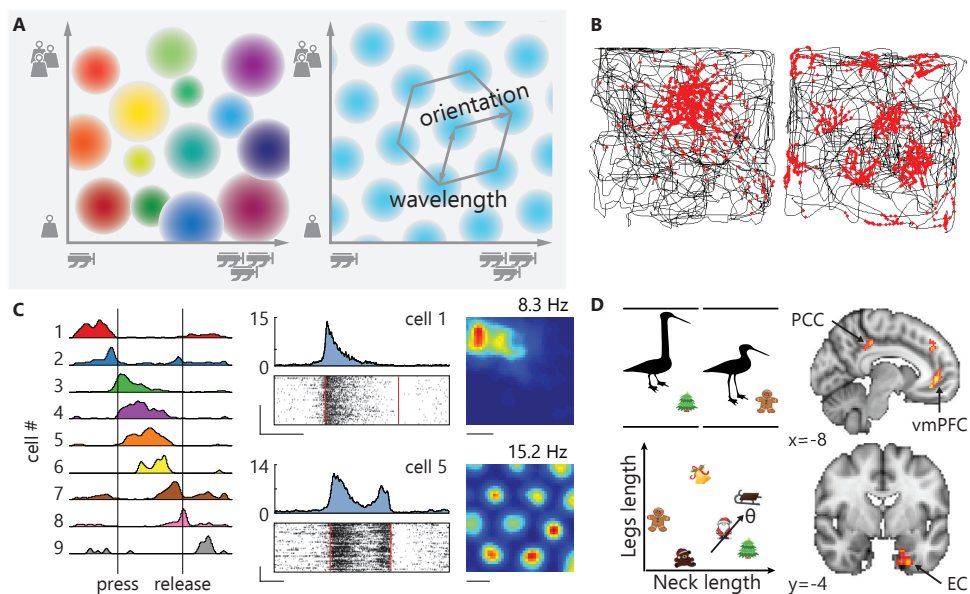 A
orientation
wavelength
B
C
cell #
1
2
3
4
5
6
7
8
9
press
release
15
0
cell 1
8.3 Hz
14
0
cell 5
15.2 Hz
D
PCC
vmPFC
x=-8
Legs length
θ
Neck length
y=-4
EC